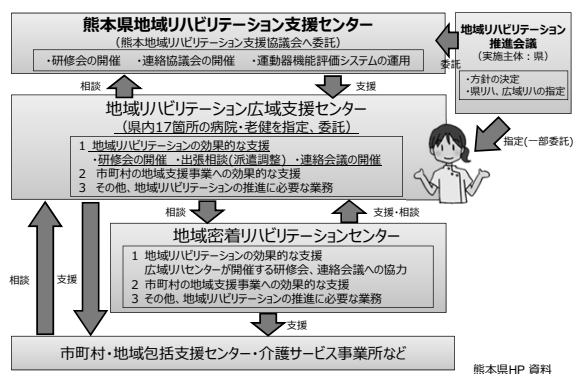 熊本県地域リハビリテーション支援センター
(熊本地域リハビリテーション支援協議会へ委託)
・研修会の開催 ・連絡協議会の開催 ・運動器機能評価システムの運用
地域リハビリテーション
推進会議
(実施主体：県)
・方針の決定
・県リハ、広域リハの指定
委託
相談
支援
指定(一部委託)
地域リハビリテーション広域支援センター
(県内17箇所の病院・老健を指定、委託)
1 地域リハビリテーションの効果的な支援
・研修会の開催 ・出張相談(派遣調整) ・連絡会議の開催
2 市町村の地域支援事業への効果的な支援
3 その他、地域リハビリテーションの推進に必要な業務
相談
支援・相談
地域密着リハビリテーションセンター
1 地域リハビリテーションの効果的な支援
広域リハセンターが開催する研修会、連絡会議への協力
2 市町村の地域支援事業への効果的な支援
3 その他、地域リハビリテーションの推進に必要な業務
相談
支援
支援
市町村・地域包括支援センター・介護サービス事業所など
熊本県HP 資料